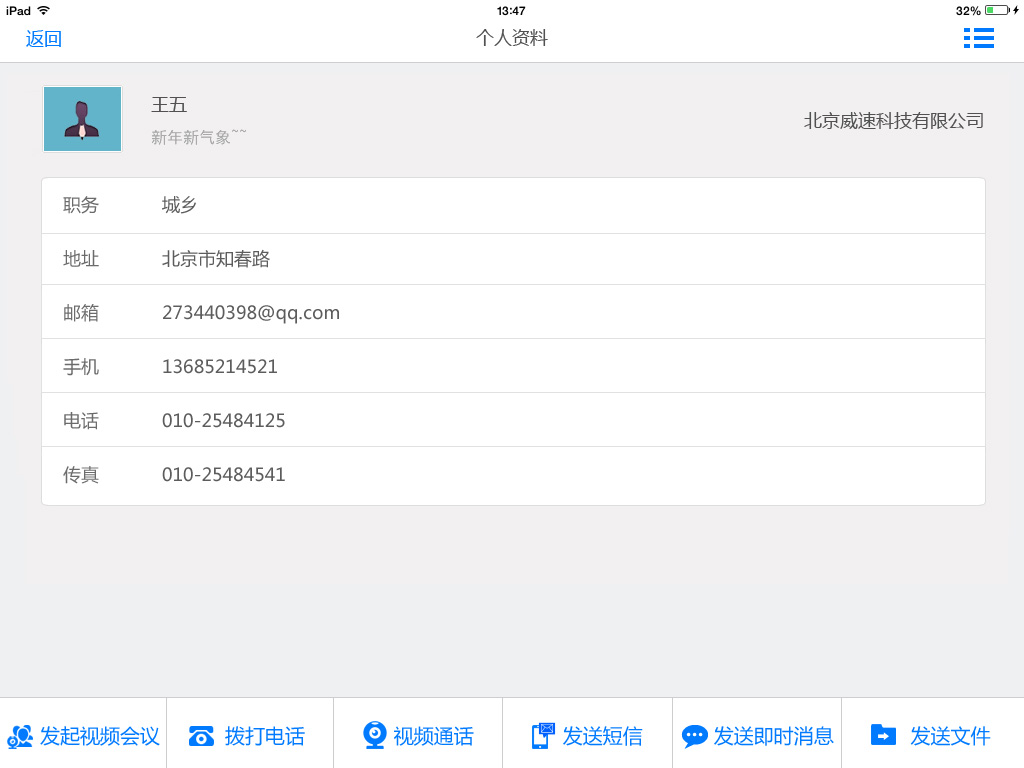 iPad 13:47 32%
返回 个人资料
王五
新年新气象~~
北京威速科技有限公司
职务 城乡
地址 北京市知春路
邮箱 273440398@qq.com
手机 13685214521
电话 010-25484125
传真 010-25484541
发起视频会议 拨打电话 视频通话 发送短信 发送即时消息 发送文件